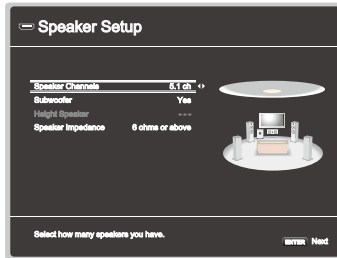 Speaker Setup
Speaker Channels 5.1 ch
Subwoofer Yes
Height Speaker ---
Speaker Impedance 6 ohms or above
Select how many speakers you have.
ENTER Next